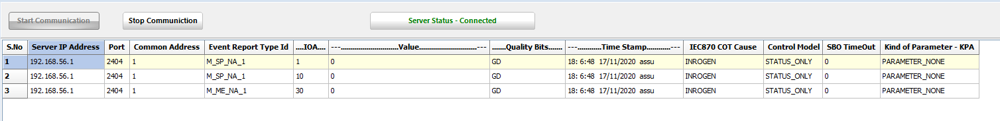 Start Communication Stop Communiction Server Status - Connected
S.No Server IP Address Port Common Address Event Report Type Id ....IOA.... ---..............................Value..............................--- .......Quality Bits....... ---............Time Stamp............--- IEC870 COT Cause Control Model SBO TimeOut Kind of Parameter - KPA
1 192.168.56.1 2404 1 M_SP_NA_1 1 0 GD 18: 6:48 17/11/2020 assu INROGEN STATUS_ONLY 0 PARAMETER_NONE
2 192.168.56.1 2404 1 M_SP_NA_1 10 0 GD 18: 6:48 17/11/2020 assu INROGEN STATUS_ONLY 0 PARAMETER_NONE
3 192.168.56.1 2404 1 M_ME_NA_1 30 0 GD 18: 6:48 17/11/2020 assu INROGEN STATUS_ONLY 0 PARAMETER_NONE